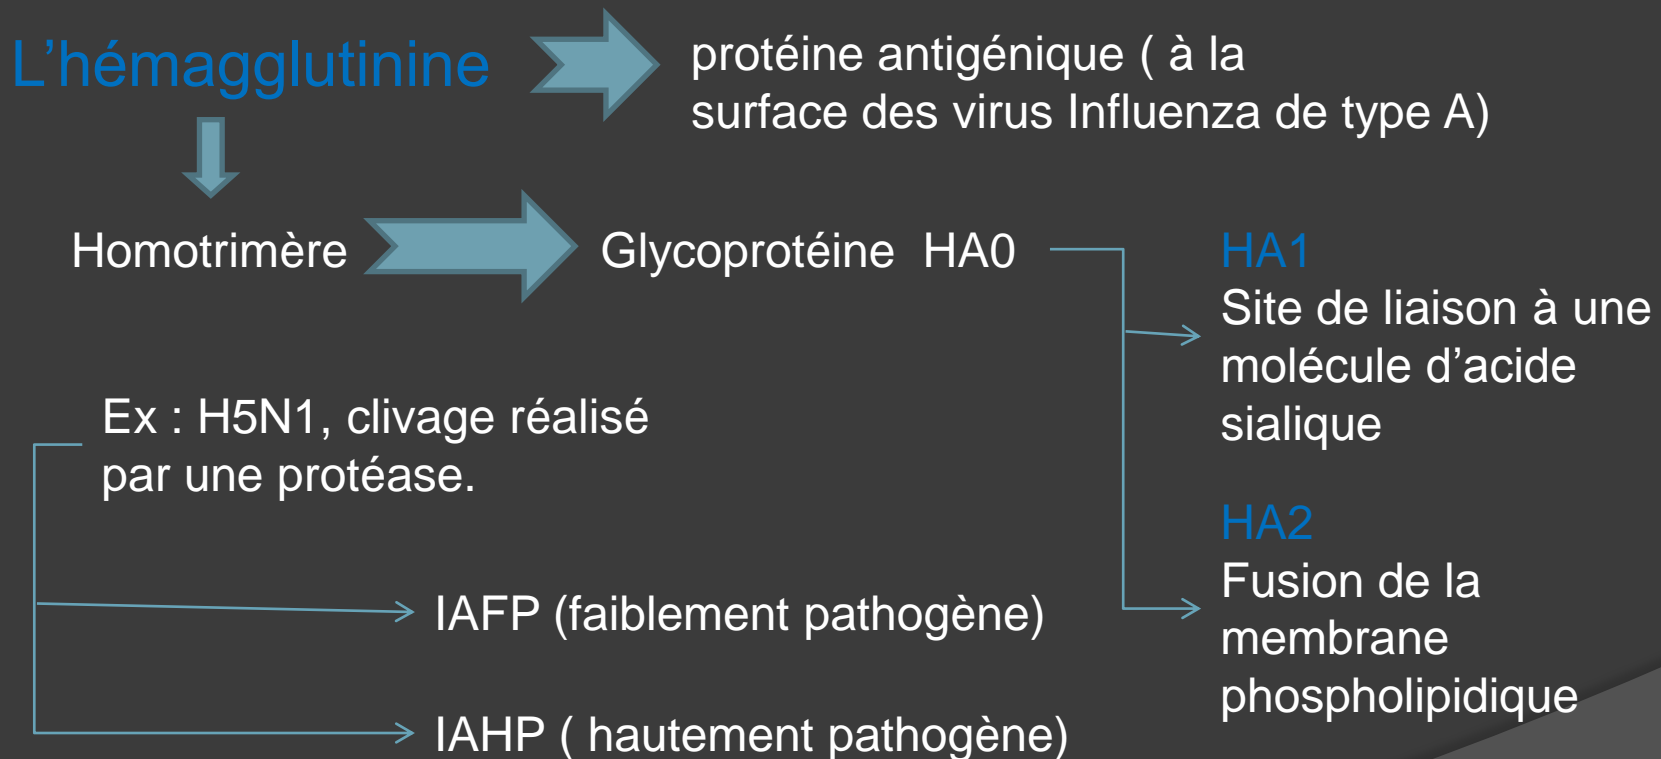 L'hémagglutinine
protéine antigénique ( à la
surface des virus Influenza de type A)
Homotrimère
Glycoprotéine HA0
HA1
Site de liaison à une
molécule d'acide
sialique
HA2
Fusion de la
membrane
phospholipidique
Ex : H5N1, clivage réalisé
par une protéase.
IAFP (faiblement pathogène)
IAHP ( hautement pathogène)